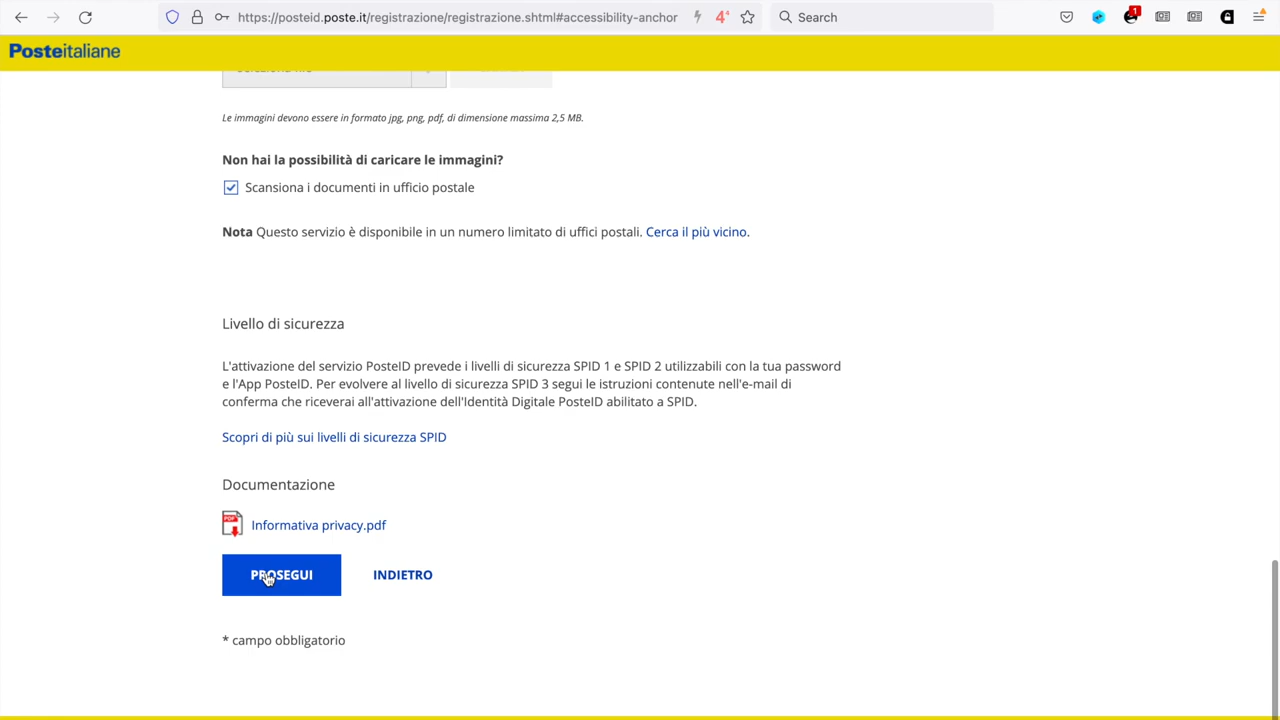 https://posteid.poste.it/registrazione/registrazione.shtml#accessibility-anchor
Search
1
Posteitaliane
Le immagini devono essere in formato jpg, png, pdf, di dimensione massima 2,5 MB.
Non hai la possibilità di caricare le immagini?
Scansiona i documenti in ufficio postale
Nota Questo servizio è disponibile in un numero limitato di uffici postali. Cerca il più vicino.
Livello di sicurezza
L'attivazione del servizio PosteID prevede i livelli di sicurezza SPID 1 e SPID 2 utilizzabili con la tua password
e l'App PosteID. Per evolvere al livello di sicurezza SPID 3 segui le istruzioni contenute nell'e-mail di
conferma che riceverai all'attivazione dell'Identità Digitale PosteID abilitato a SPID.
Scopri di più sui livelli di sicurezza SPID
Documentazione
PDF
Informativa privacy.pdf
PROSEGUI
INDIETRO
* campo obbligatorio